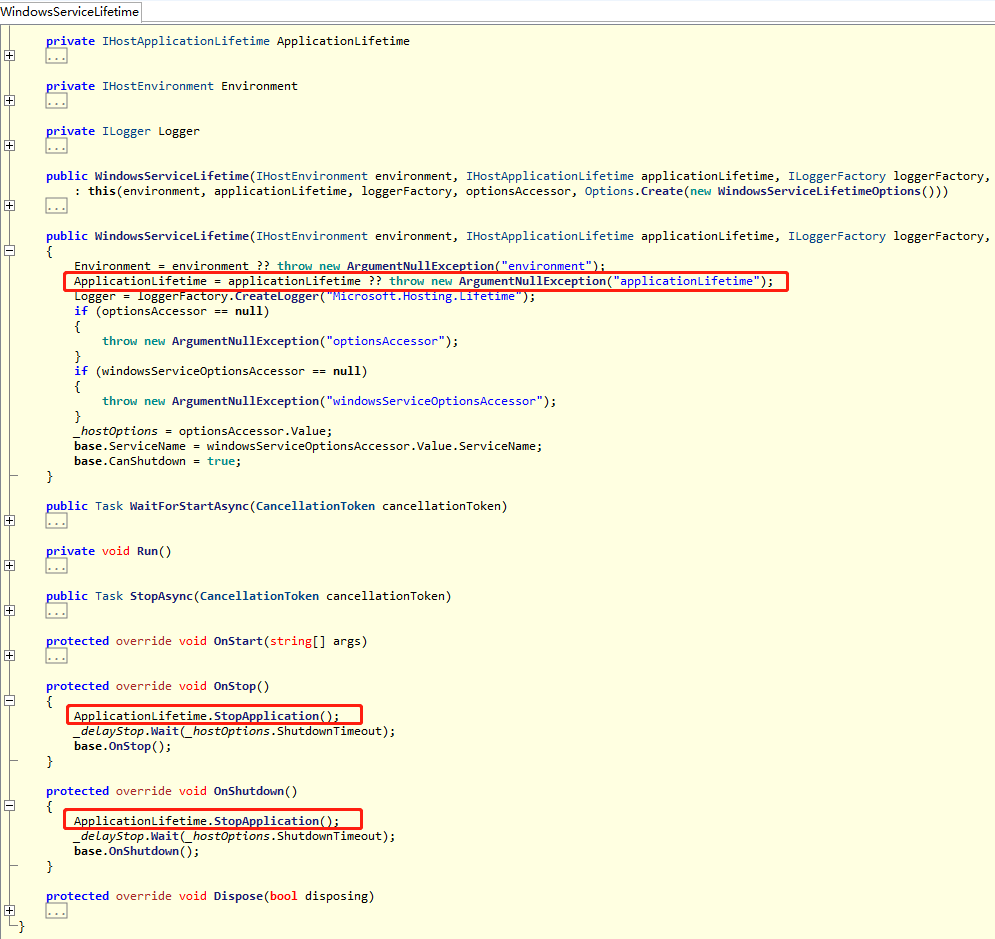 WindowsServiceLifetime
private IHostApplicationLifetime ApplicationLifetime
...
private IHostEnvironment Environment
...
private ILogger Logger
...
public WindowsServiceLifetime(IHostEnvironment environment, IHostApplicationLifetime applicationLifetime, ILoggerFactory loggerFactory,
    : this(environment, applicationLifetime, loggerFactory, optionsAccessor, Options.Create(new WindowsServiceLifetimeOptions()))
...
public WindowsServiceLifetime(IHostEnvironment environment, IHostApplicationLifetime applicationLifetime, ILoggerFactory loggerFactory,
{
    Environment = environment ?? throw new ArgumentNullException("environment");
    ApplicationLifetime = applicationLifetime ?? throw new ArgumentNullException("applicationLifetime");
    Logger = loggerFactory.CreateLogger("Microsoft.Hosting.Lifetime");
    if (optionsAccessor == null)
    {
        throw new ArgumentNullException("optionsAccessor");
    }
    if (windowsServiceOptionsAccessor == null)
    {
        throw new ArgumentNullException("windowsServiceOptionsAccessor");
    }
    _hostOptions = optionsAccessor.Value;
    base.ServiceName = windowsServiceOptionsAccessor.Value.ServiceName;
    base.CanShutdown = true;
}
public Task WaitForStartAsync(CancellationToken cancellationToken)
...
private void Run()
...
public Task StopAsync(CancellationToken cancellationToken)
...
protected override void OnStart(string[] args)
...
protected override void OnStop()
{
    ApplicationLifetime.StopApplication();
    _delayStop.Wait(_hostOptions.ShutdownTimeout);
    base.OnStop();
}
protected override void OnShutdown()
{
    ApplicationLifetime.StopApplication();
    _delayStop.Wait(_hostOptions.ShutdownTimeout);
    base.OnShutdown();
}
protected override void Dispose(bool disposing)
...
}